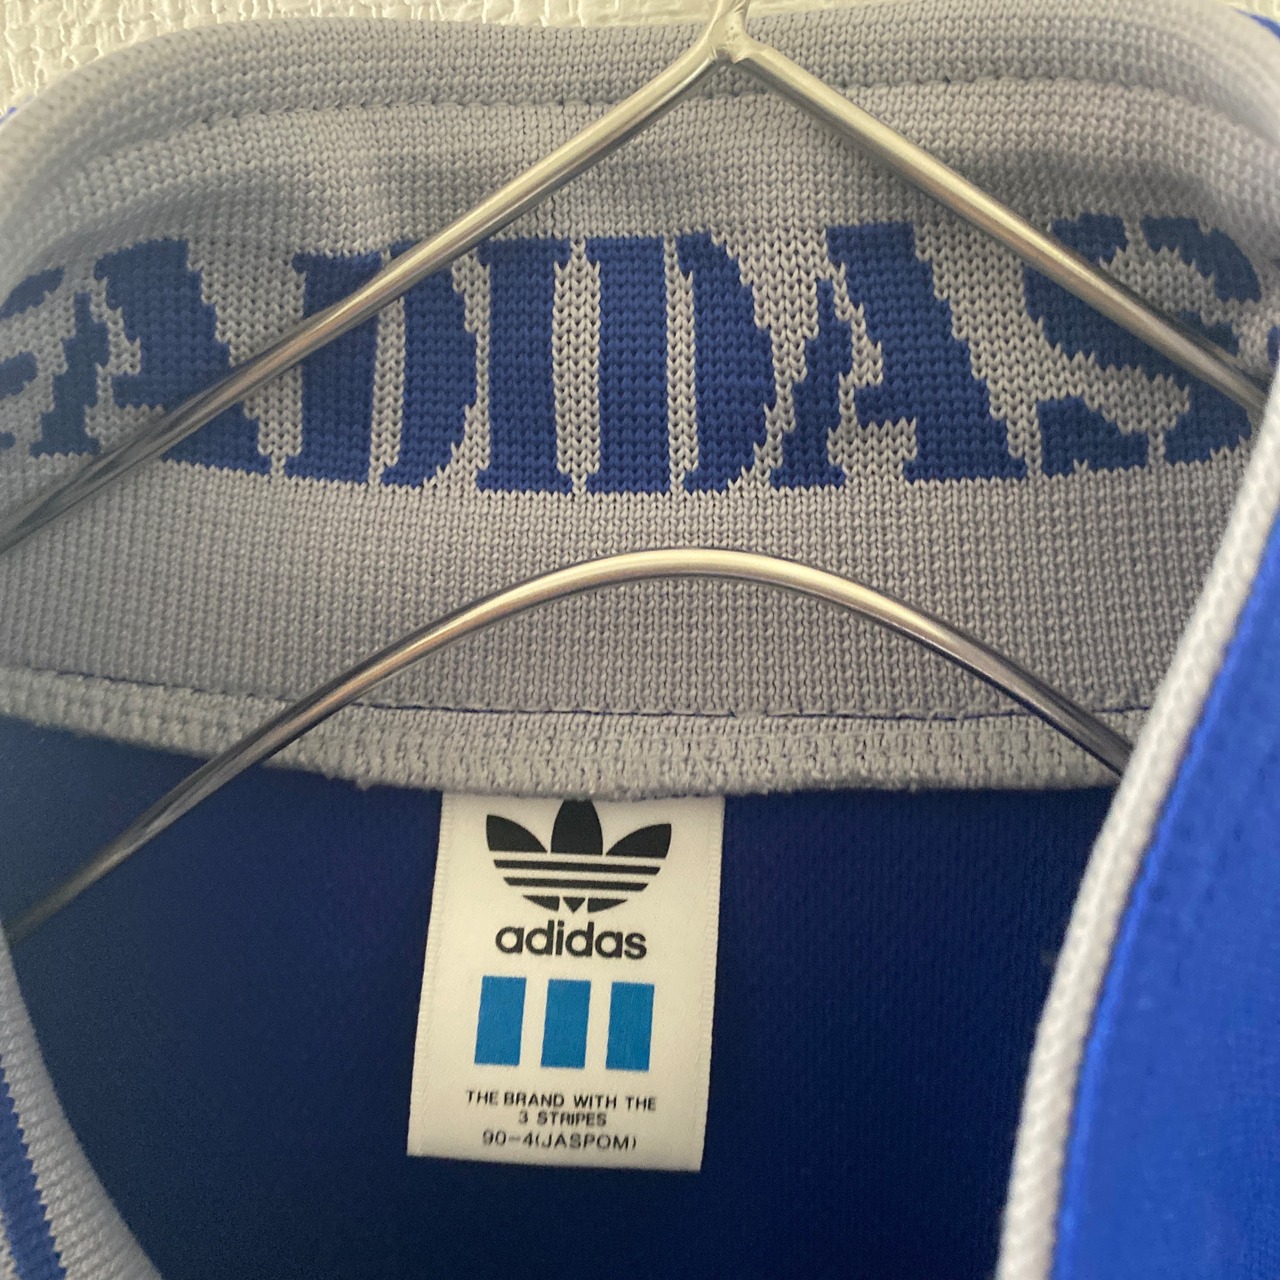 ADIDAS
adidas
THE BRAND WITH THE
3 STRIPES
90-4(JASPOM)